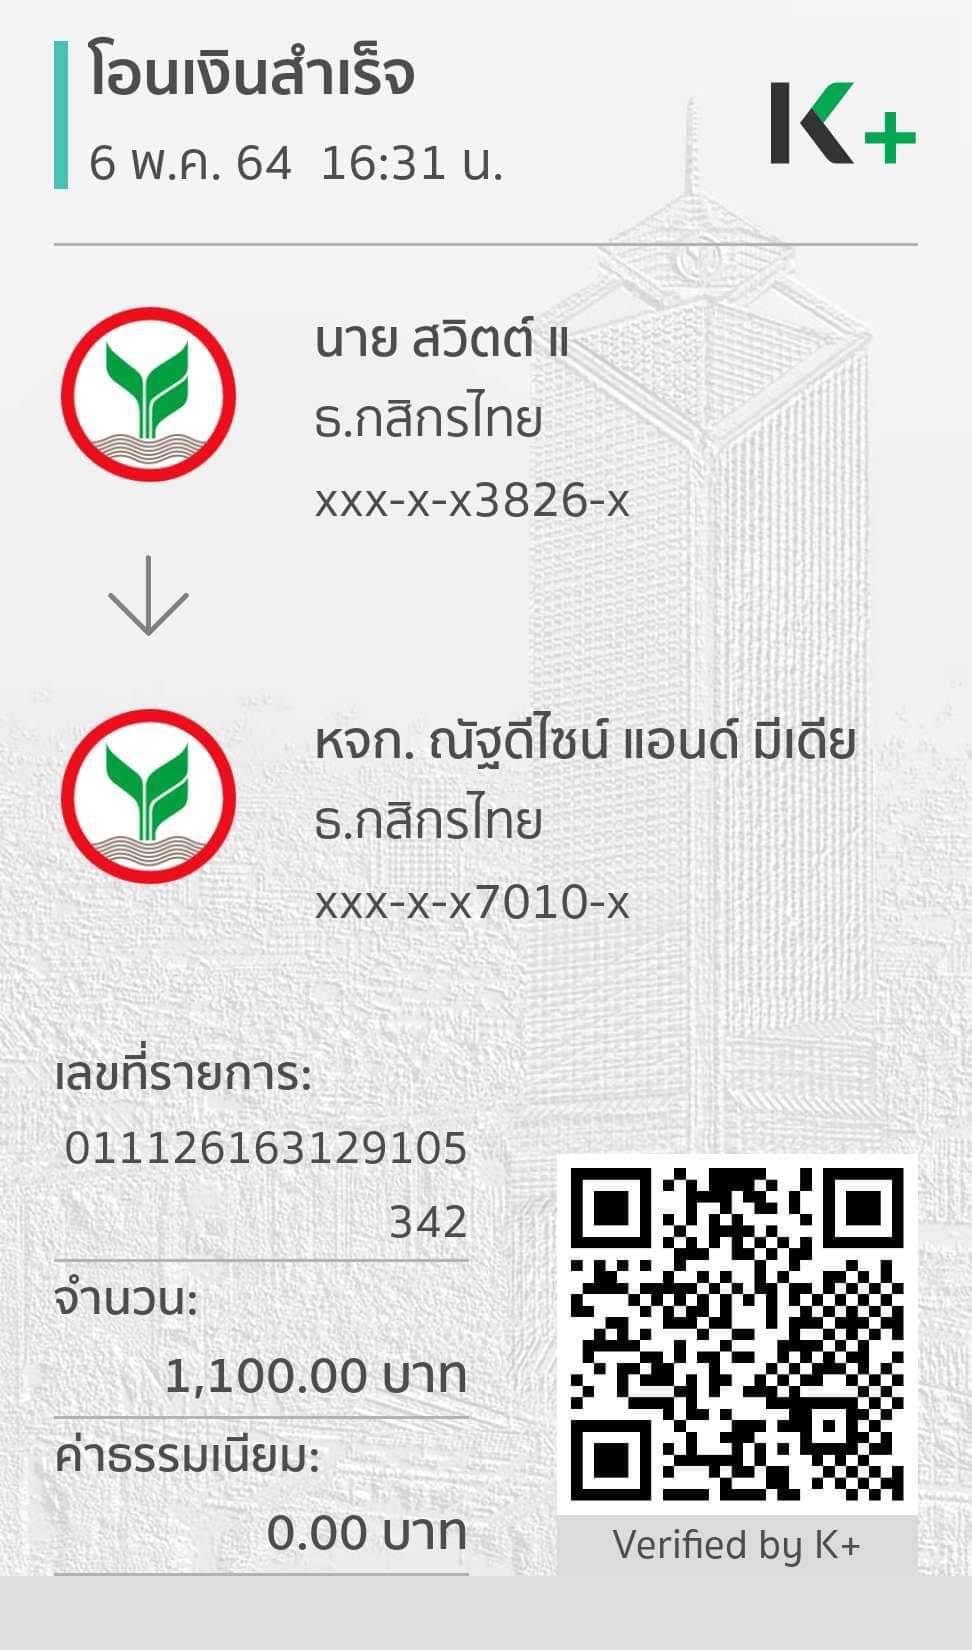 โอนเงินสำเร็จ
6 พ.ค. 64  16:31 น.
K+
นาย สวิตต์ แ
ธ.กสิกรไทย
xxx-x-x3826-x
หจก. ณัฐดีไซน์ แอนด์ มีเดีย
ธ.กสิกรไทย
xxx-x-x7010-x
เลขที่รายการ:
011126163129105
342
จำนวน:
1,100.00 บาท
ค่าธรรมเนียม:
0.00 บาท
Verified by K+